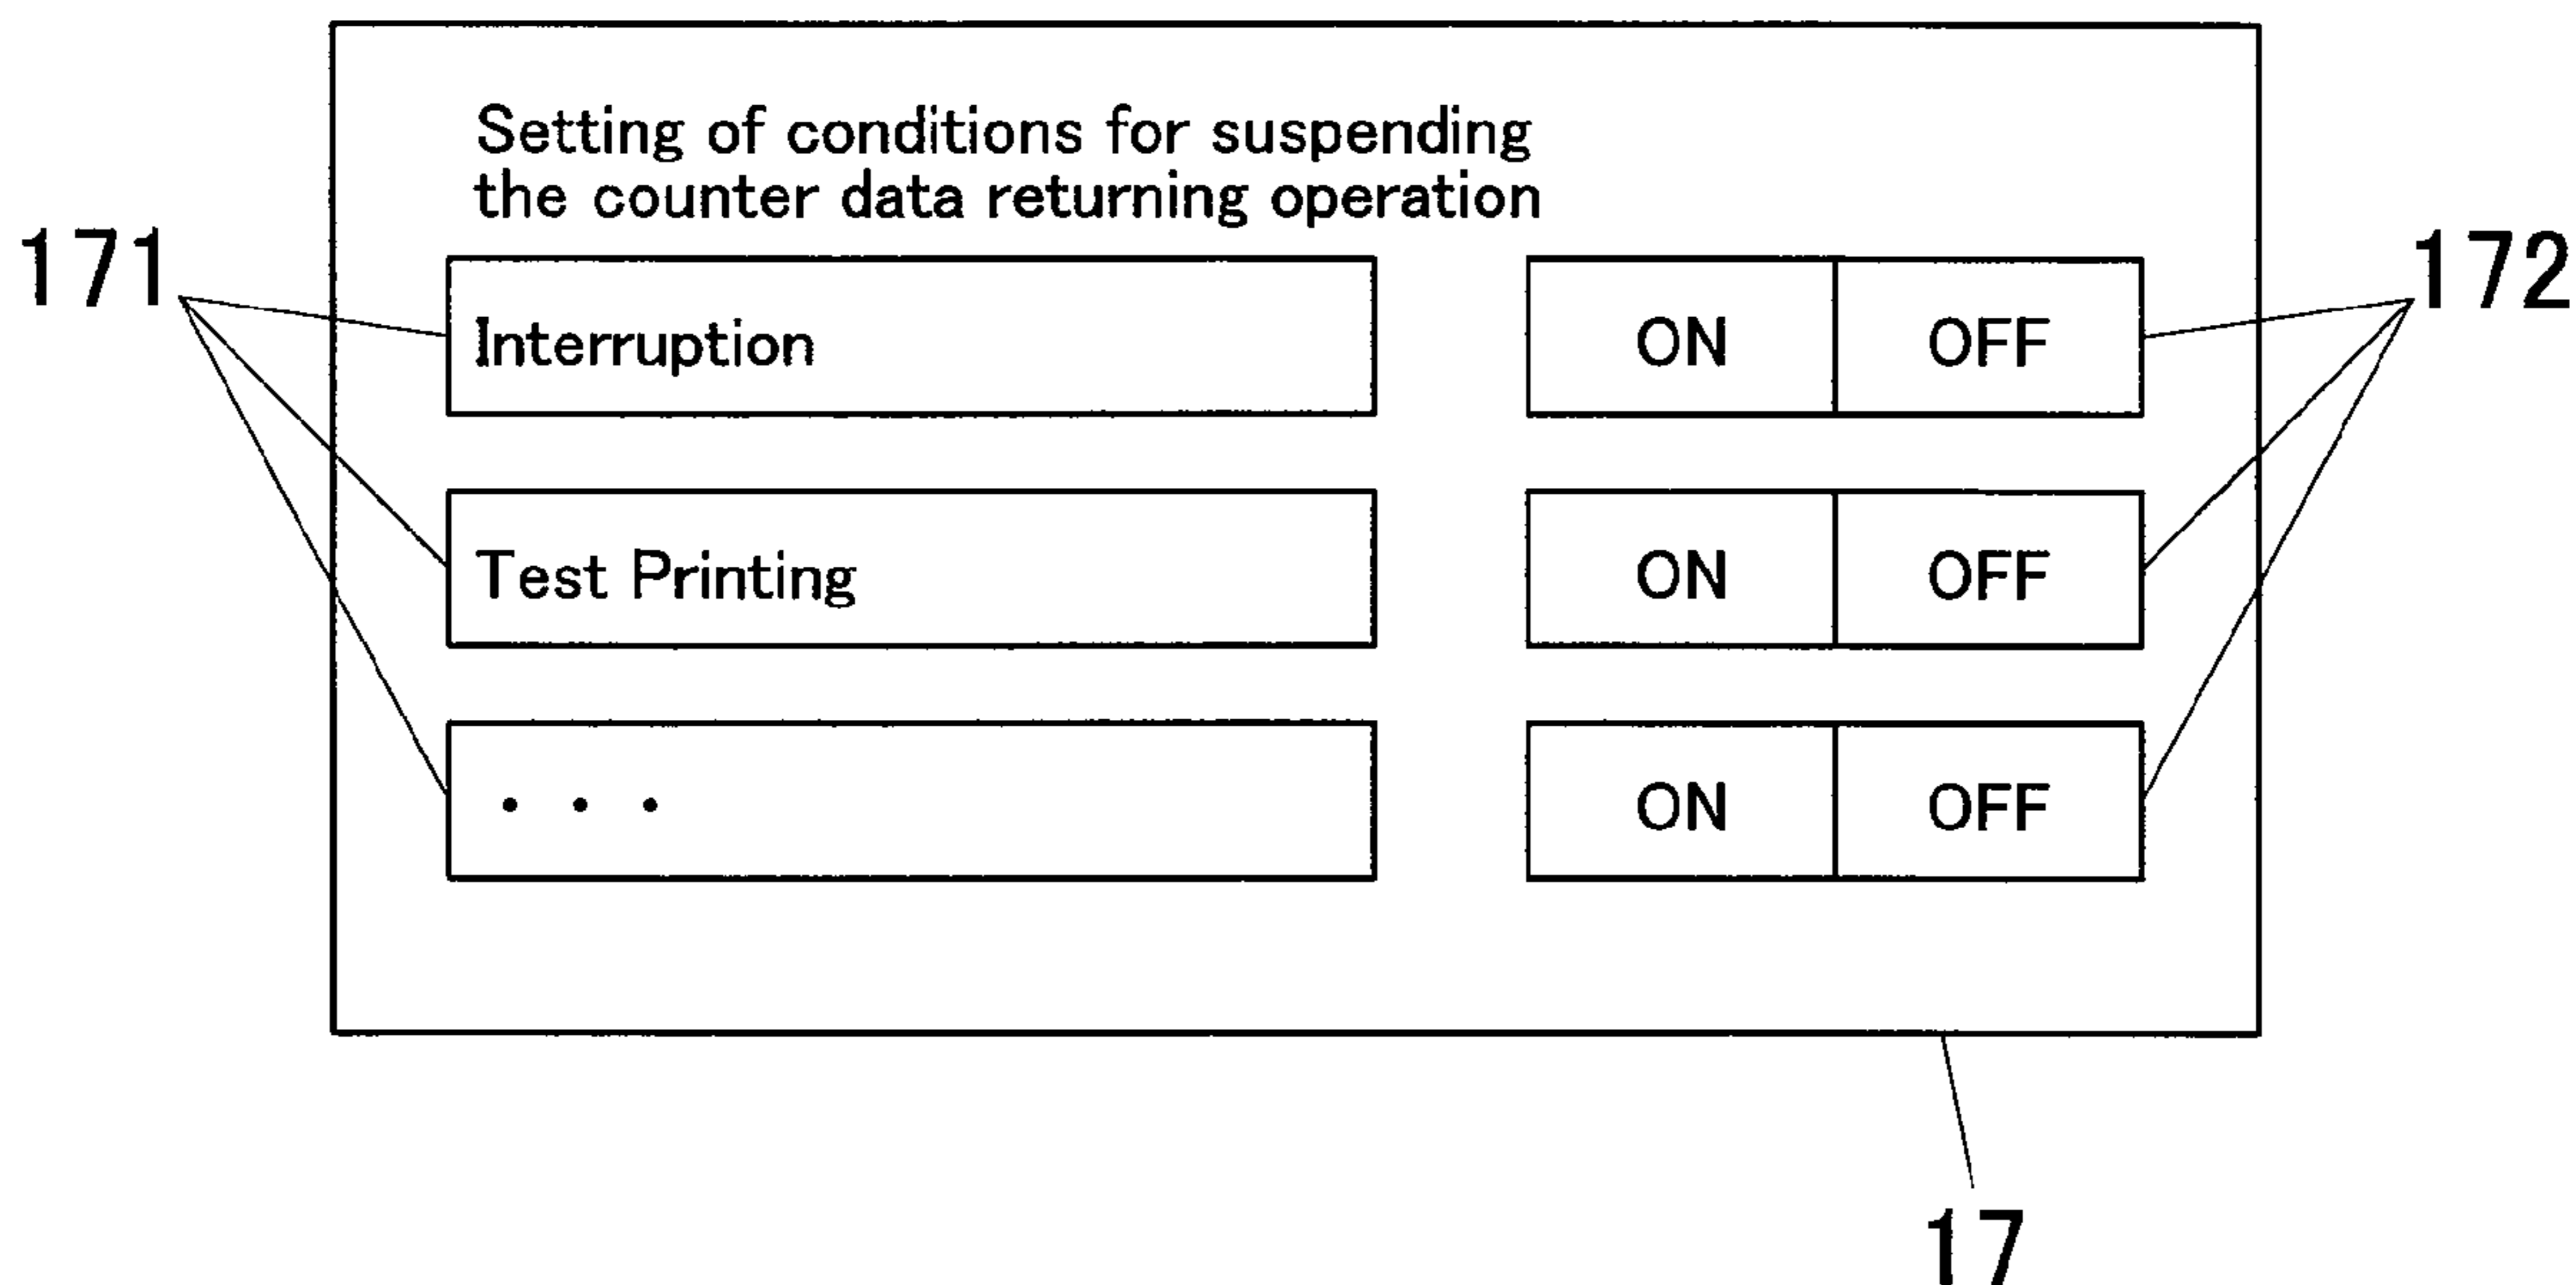 Setting of conditions for suspending
the counter data returning operation
171
172
Interruption ON OFF
Test Printing ON OFF
・・・ ON OFF
17